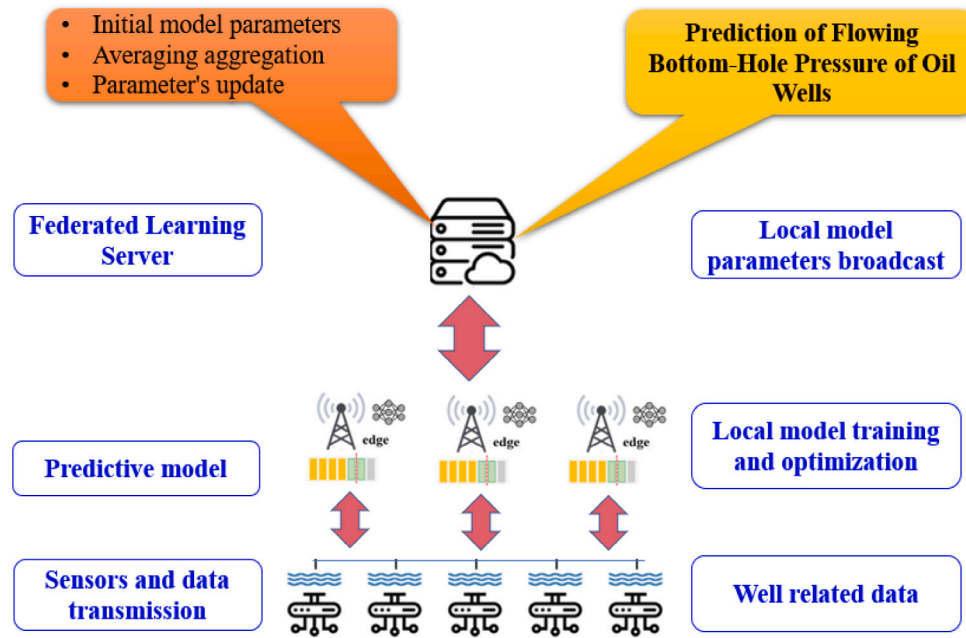 • Initial model parameters
• Averaging aggregation
• Parameter's update
Prediction of Flowing
Bottom-Hole Pressure of Oil
Wells
Federated Learning
Server
Local model
parameters broadcast
edge
edge
edge
Predictive model
Local model training
and optimization
Sensors and data
transmission
Well related data